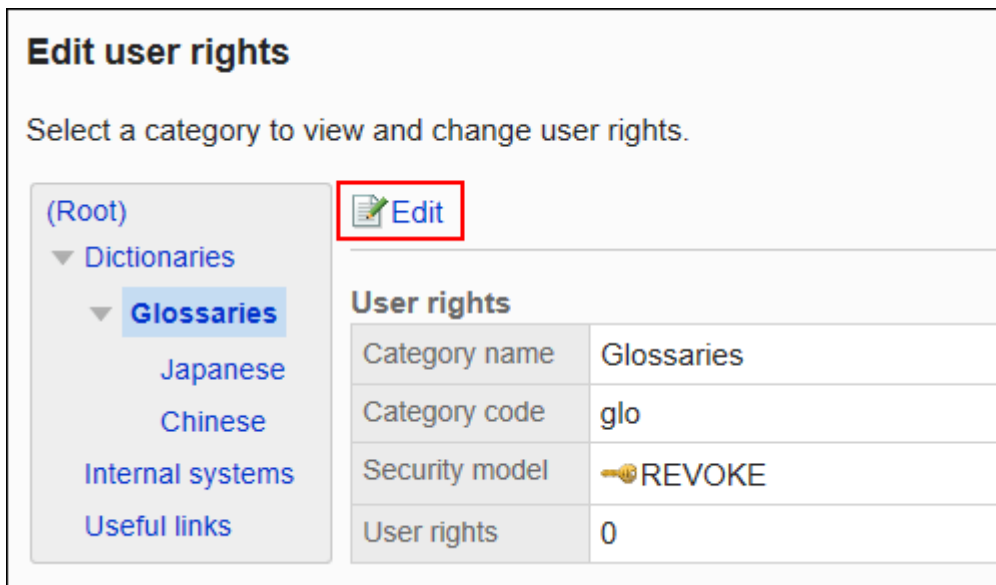 Edit user rights
Select a category to view and change user rights.
(Root)
Dictionaries
Glossaries
Japanese
Chinese
Internal systems
Useful links
Edit
User rights
Category name Glossaries
Category code glo
Security model REVOKE
User rights 0